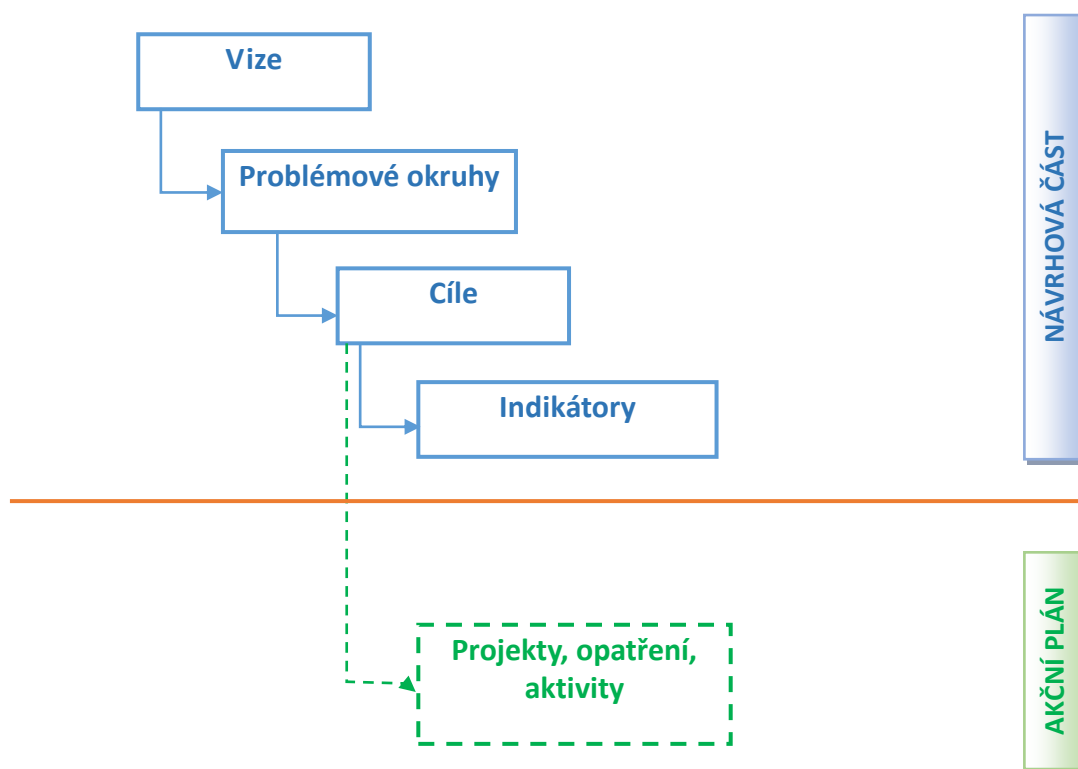 Vize
Problémové okruhy
Cíle
Indikátory
NÁVRHOVÁ ČÁST
Projekty, opatření,
aktivity
AKČNÍ PLÁN